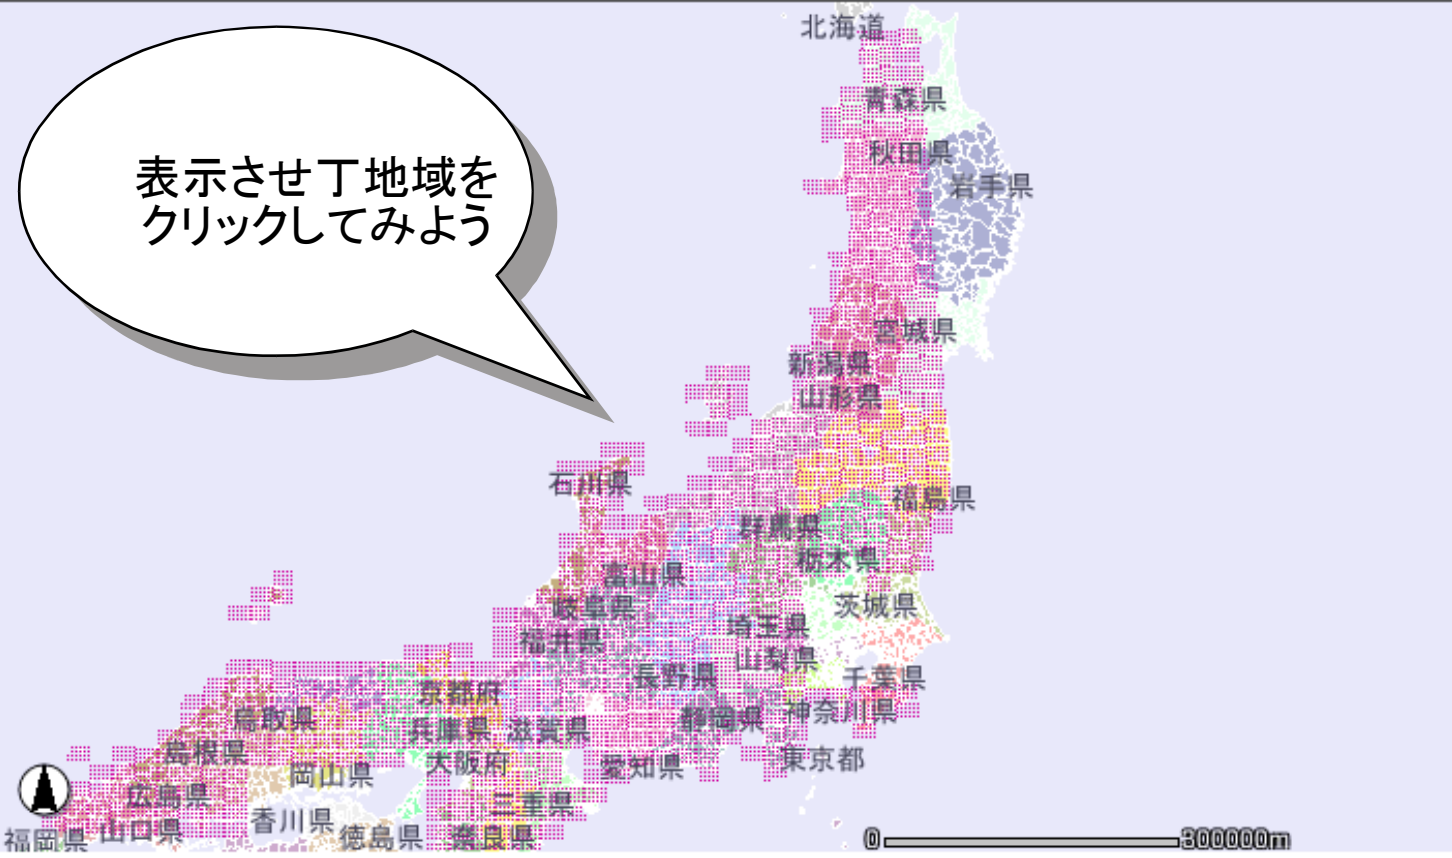 北海道
青森県
表示させ丁地域を
クリックしてみよう
秋田県
岩手県
宮城県
新潟県
山形県
石川県
福島県
群馬県
栃木県
富山県
岐阜県
茨城県
埼玉県
福井県
山梨県
長野県
千葉県
京都府
鳥取県
兵庫県
滋賀県
静岡県
神奈川県
島根県
大阪府
愛知県
東京都
岡山県
広島県
三重県
香川県
福岡県
山口県
徳島県
奈良県
0
300000m